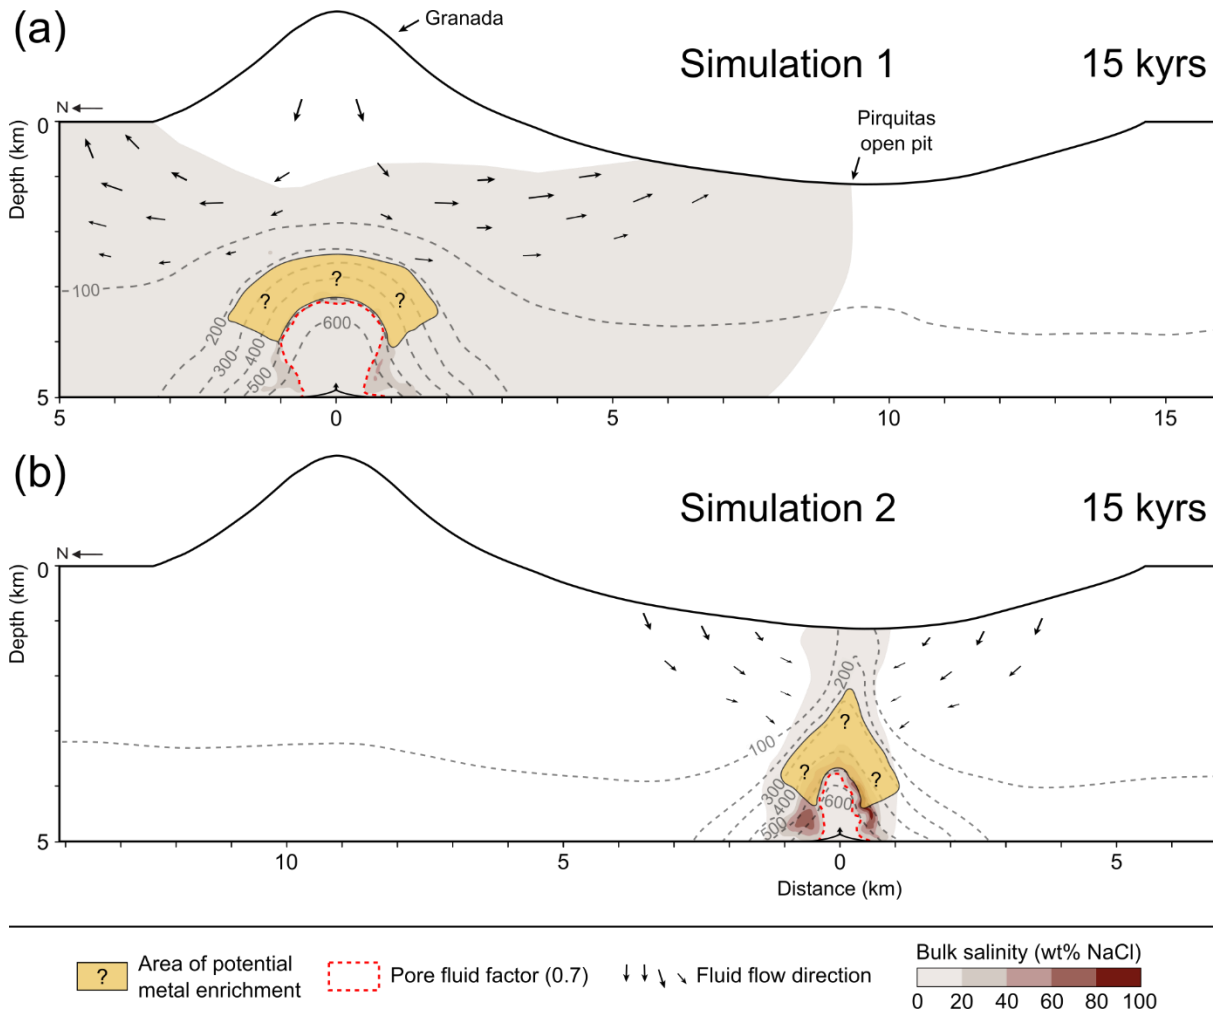 (a)
Granada
Simulation 1
15 kyrs
N
0
Pirquitas
open pit
Depth (km)
100
?
?
?
200
300
400
500
600
5
5
0
5
10
15
(b)
Simulation 2
15 kyrs
N
0
Depth (km)
200
?
100
?
?
300
400
500
600
5
10
5
0
5
Distance (km)
?
Area of potential
metal enrichment
Pore fluid factor (0.7)
Fluid flow direction
Bulk salinity (wt% NaCl)
0 20 40 60 80 100